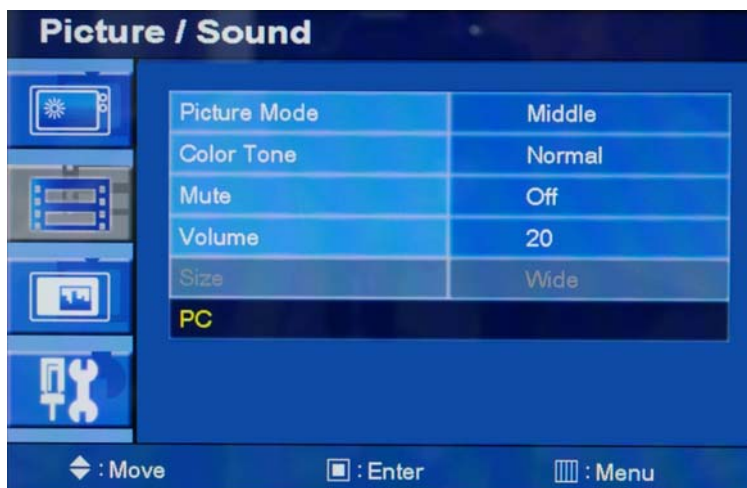 Picture / Sound
Picture Mode Middle
Color Tone Normal
Mute Off
Volume 20
Size Wide
PC
: Move : Enter : Menu